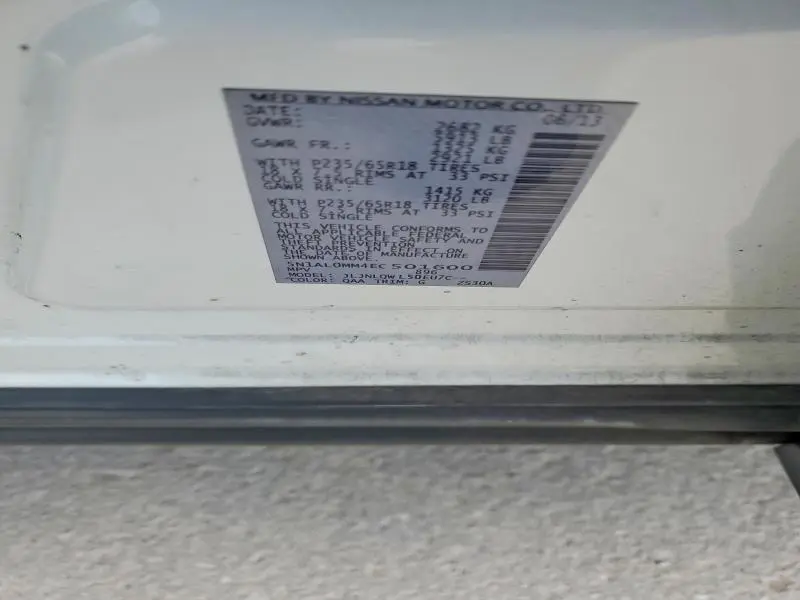 MFD BY NISSAN MOTOR CO., LTD.
DATE: 08/13
GVWR: KG
LB
GAWR FR.: KG
2921 LB
WITH P235/65R18 TIRES
18 X 7.5 RIMS AT 33 PSI
COLD SINGLE
GAWR RR.: 1415 KG
3120 LB
WITH P235/65R18 TIRES
18 X 7.5 RIMS AT 33 PSI
COLD SINGLE
THIS VEHICLE CONFORMS TO
ALL APPLICABLE FEDERAL
MOTOR VEHICLE SAFETY AND
THEFT PREVENTION
STANDARDS IN EFFECT ON
THE DATE OF MANUFACTURE
SHOWN ABOVE.
5N1AL0MM4EC501600
MPV 896
MODEL:
COLOR: QAA TRIM: G 2530A